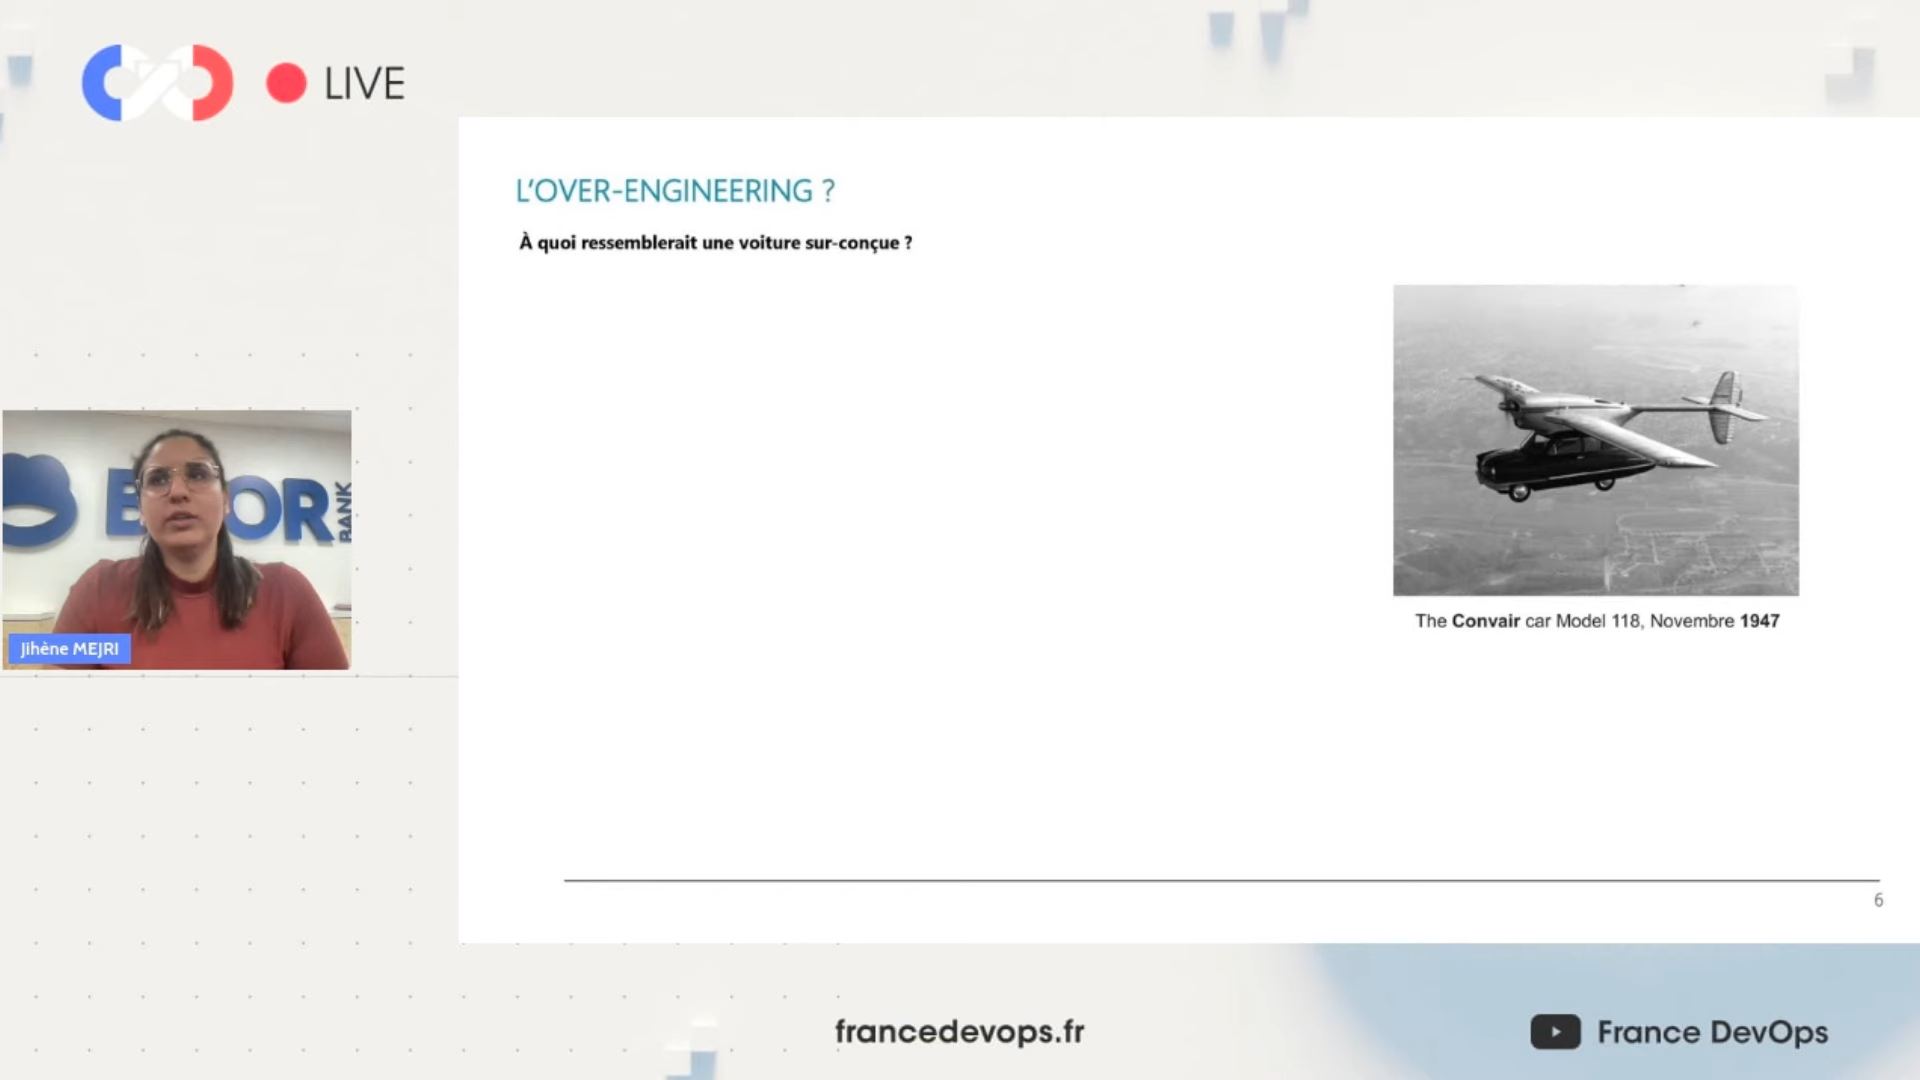 LIVE
L'OVER-ENGINEERING ?
À quoi ressemblerait une voiture sur-conçue ?
The Convair car Model 118, Novembre 1947
BANK
Jihène MEJRI
6
francedevops.fr
France DevOps